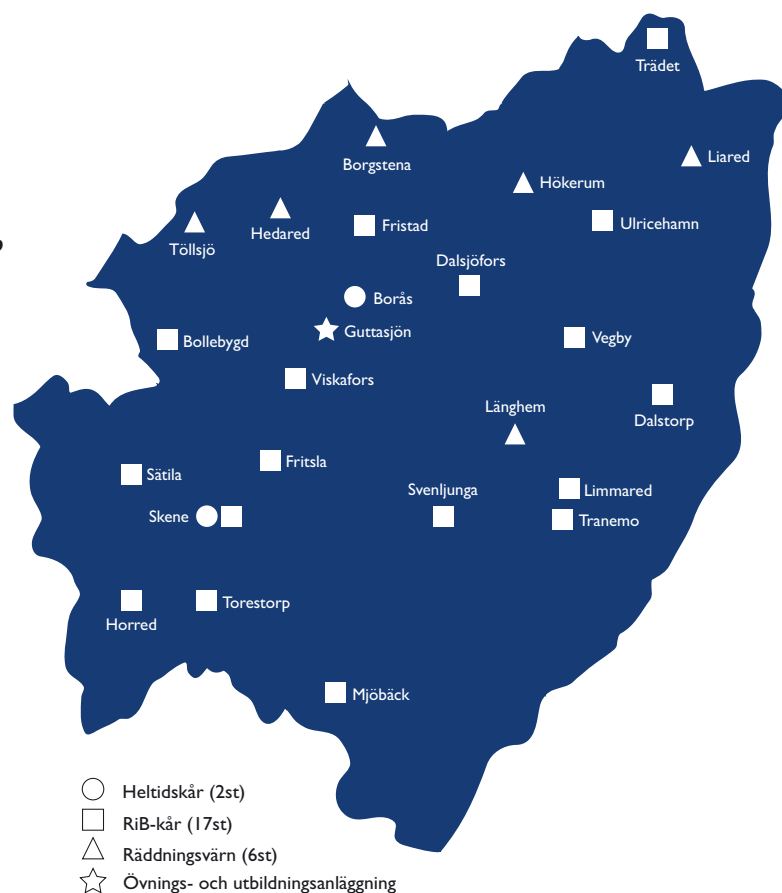 Trädet
Borgstena
Liared
Hökerum
Töllsjö
Hedared
Fristad
Ulricehamn
Dalsjöfors
Borås
Guttasjön
Bollebygd
Vegby
Viskafors
Länghem
Dalstorp
Fritsla
Sätila
Svenljunga
Limmared
Skene
Tranemo
Horred
Torestorp
Mjöbäck
Heltidskår (2st)
RiB-kår (17st)
Räddningsvärn (6st)
Övnings- och utbildningsanläggning